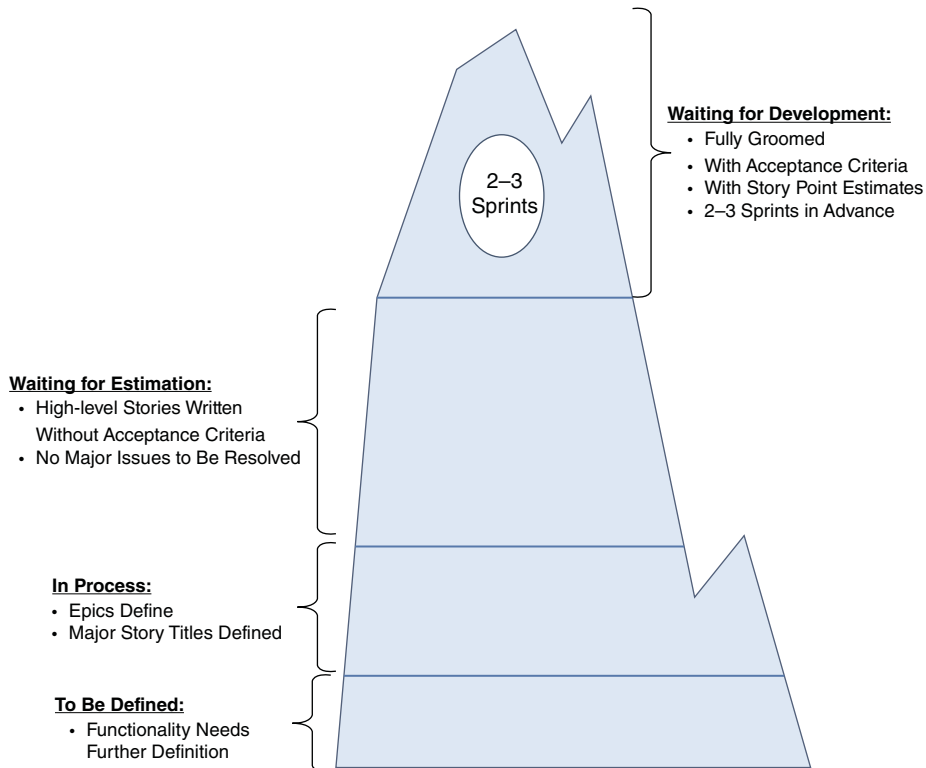 Waiting for Development:
• Fully Groomed
• With Acceptance Criteria
• With Story Point Estimates
• 2–3 Sprints in Advance
2–3
Sprints
Waiting for Estimation:
• High-level Stories Written
Without Acceptance Criteria
• No Major Issues to Be Resolved
In Process:
• Epics Define
• Major Story Titles Defined
To Be Defined:
• Functionality Needs
Further Definition